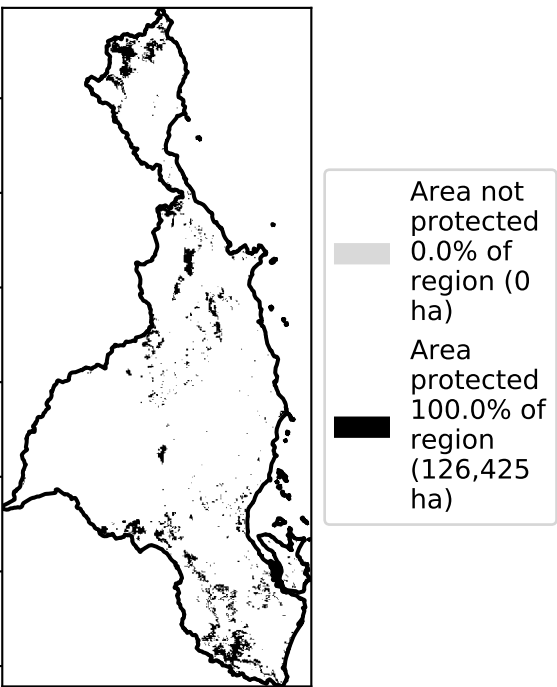 Area not
protected
0.0% of
region (0
ha)
Area
protected
100.0% of
region
(126,425
ha)